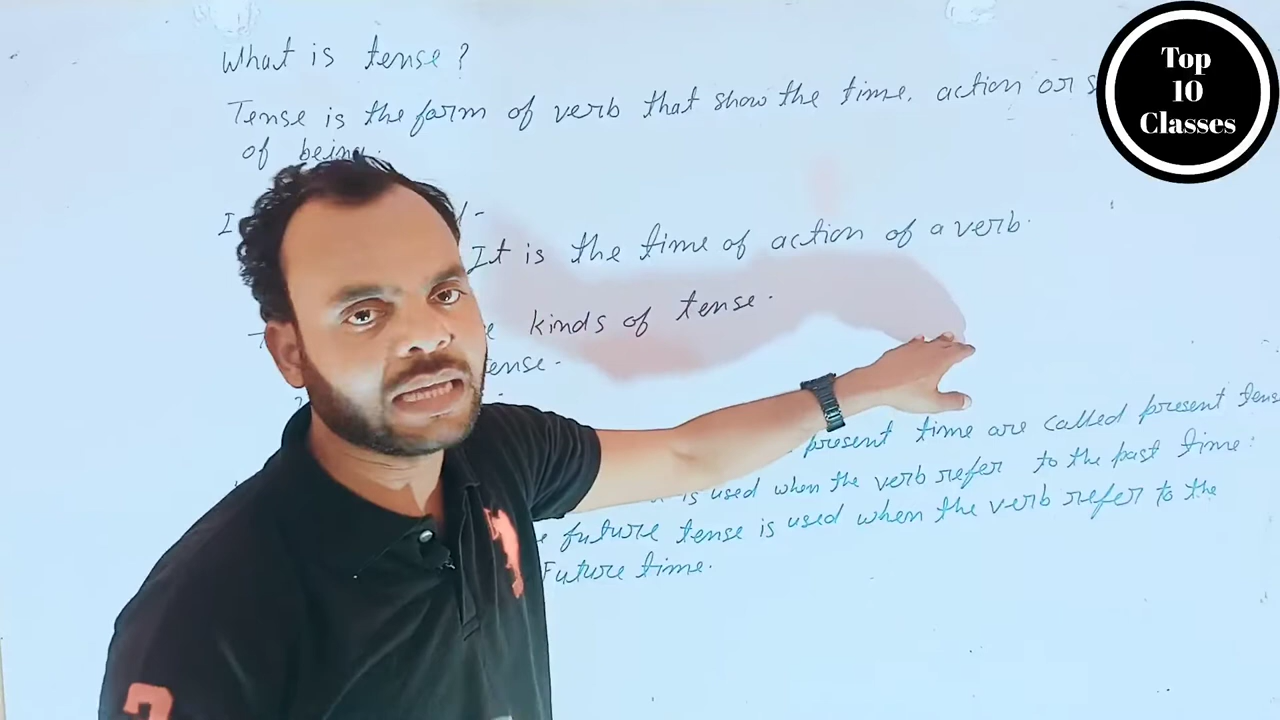 What is tense?
Tense is the form of verb that show the time, action or
of being.
It is the time of action of a verb.
kinds of tense.
tense-
present time are called present tens
is used when the verb refer to the past time:
future tense is used when the verb refer to the
Future time.
Top
10
Classes